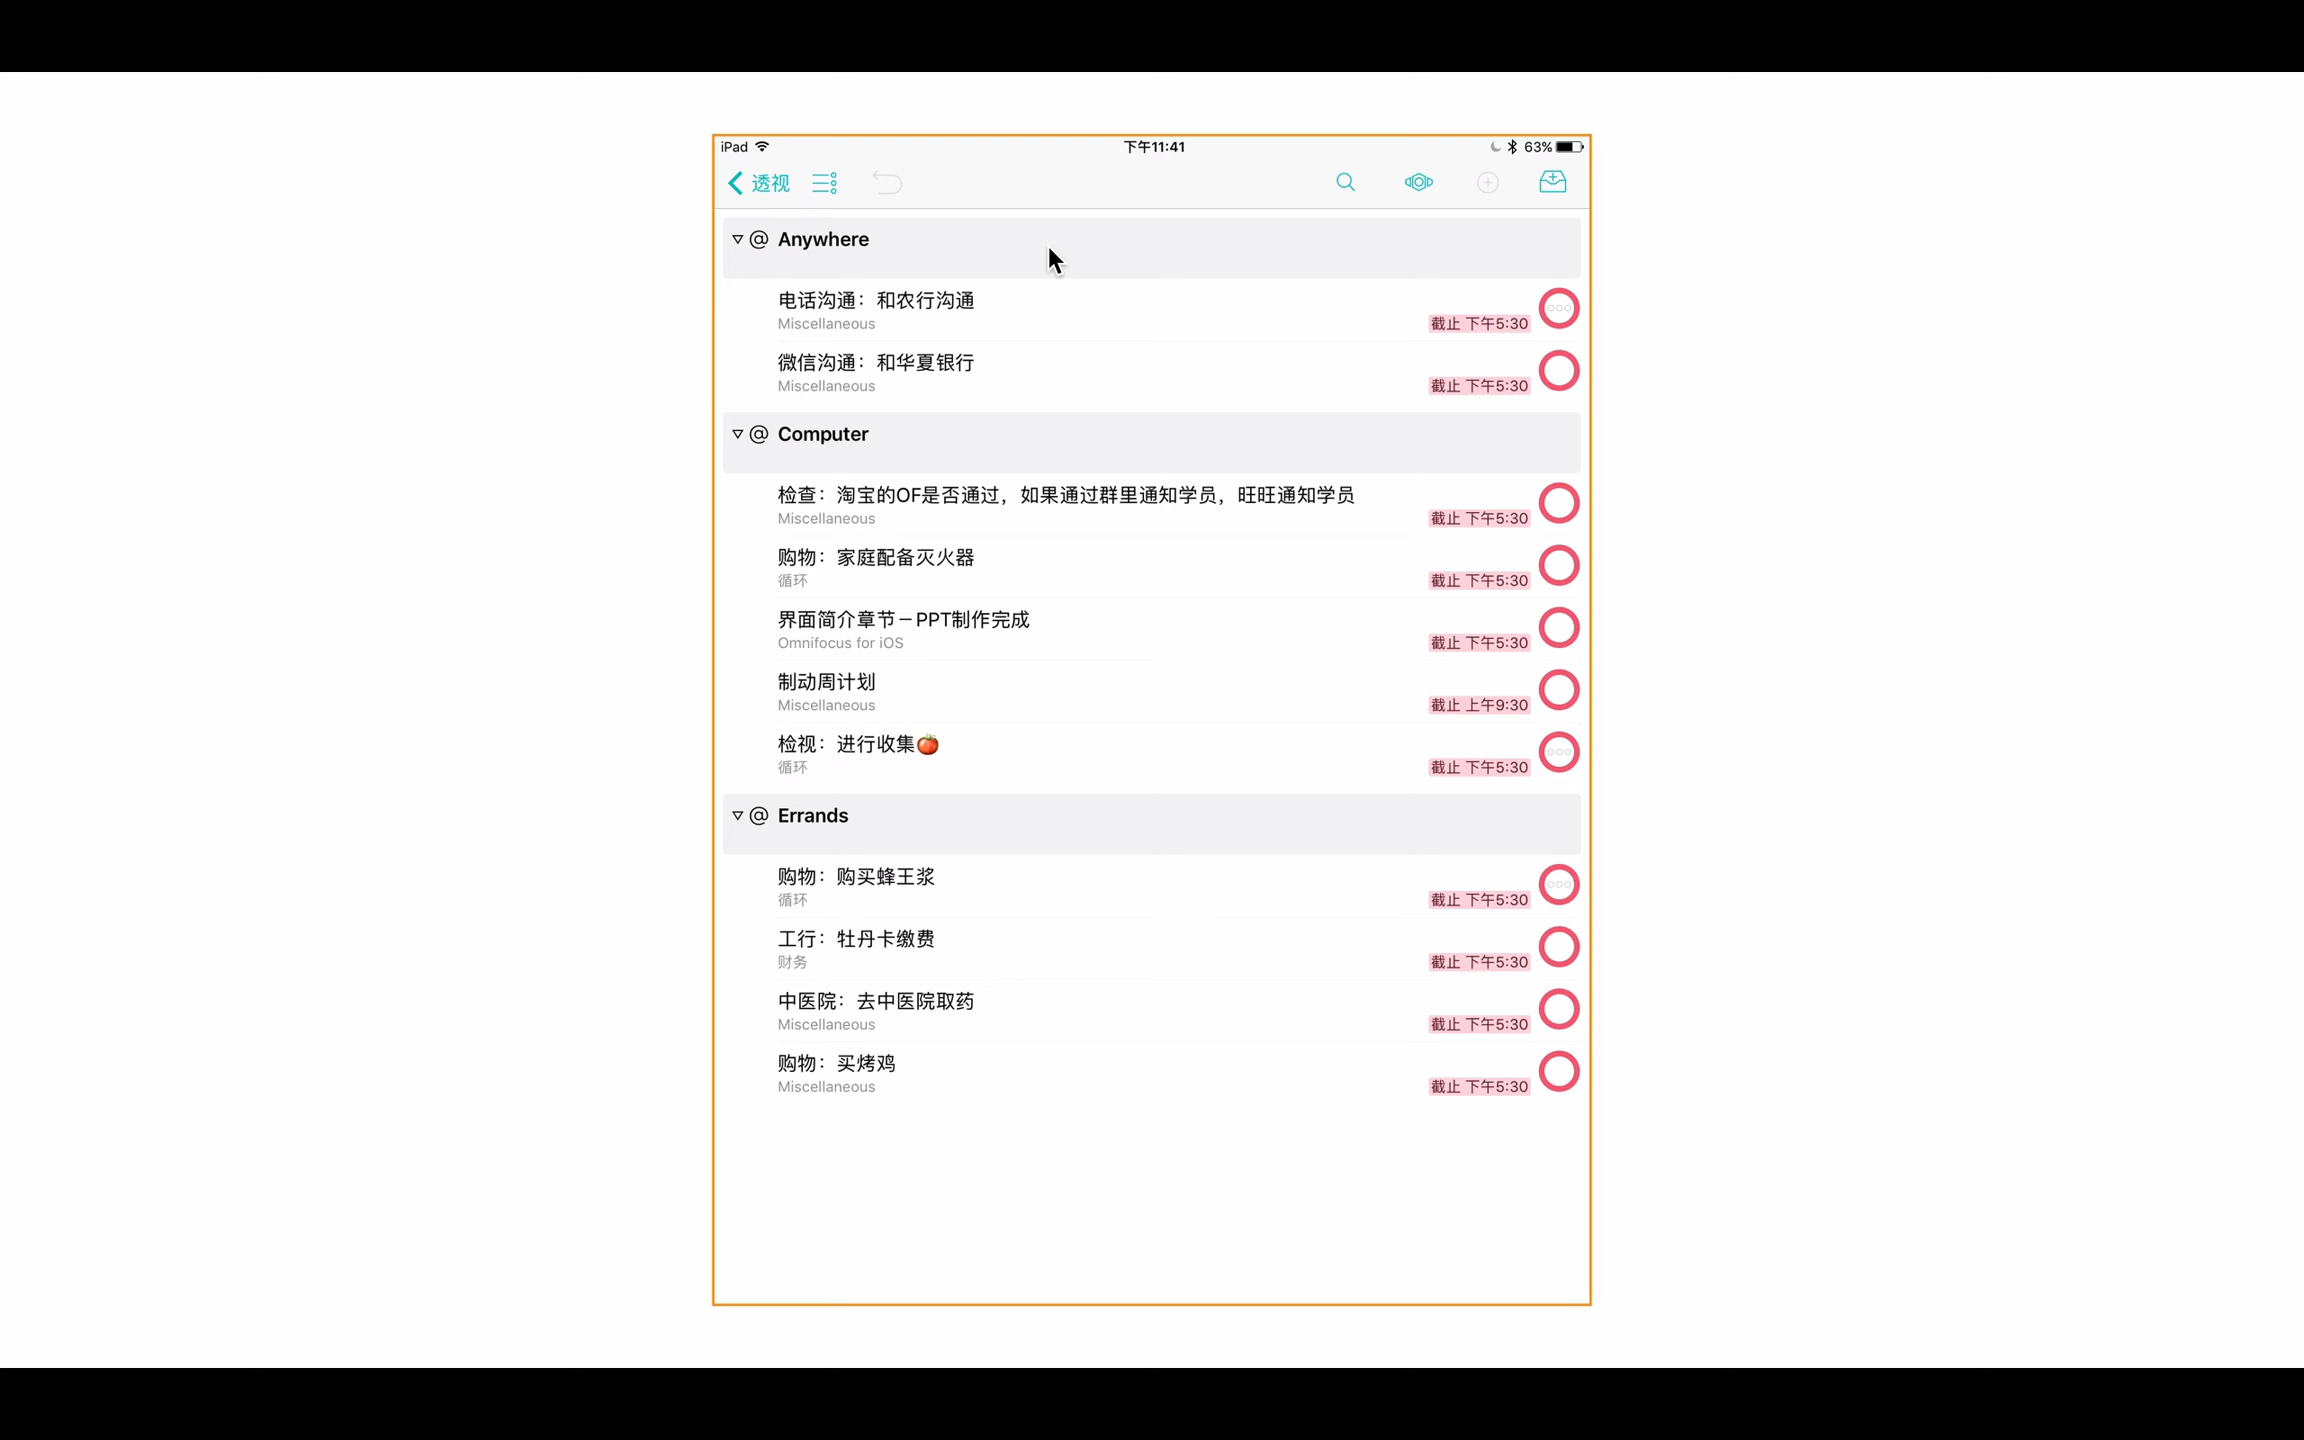 iPad 下午11:41 63%
透视
@ Anywhere
电话沟通：和农行沟通
Miscellaneous 截止 下午5:30
微信沟通：和华夏银行
Miscellaneous 截止 下午5:30
@ Computer
检查：淘宝的OF是否通过，如果通过群里通知学员，旺旺通知学员
Miscellaneous 截止 下午5:30
购物：家庭配备灭火器
循环 截止 下午5:30
界面简介章节－PPT制作完成
Omnifocus for iOS 截止 下午5:30
制动周计划
Miscellaneous 截止 上午9:30
检视：进行收集🍅
循环 截止 下午5:30
@ Errands
购物：购买蜂王浆
循环 截止 下午5:30
工行：牡丹卡缴费
财务 截止 下午5:30
中医院：去中医院取药
Miscellaneous 截止 下午5:30
购物：买烤鸡
Miscellaneous 截止 下午5:30